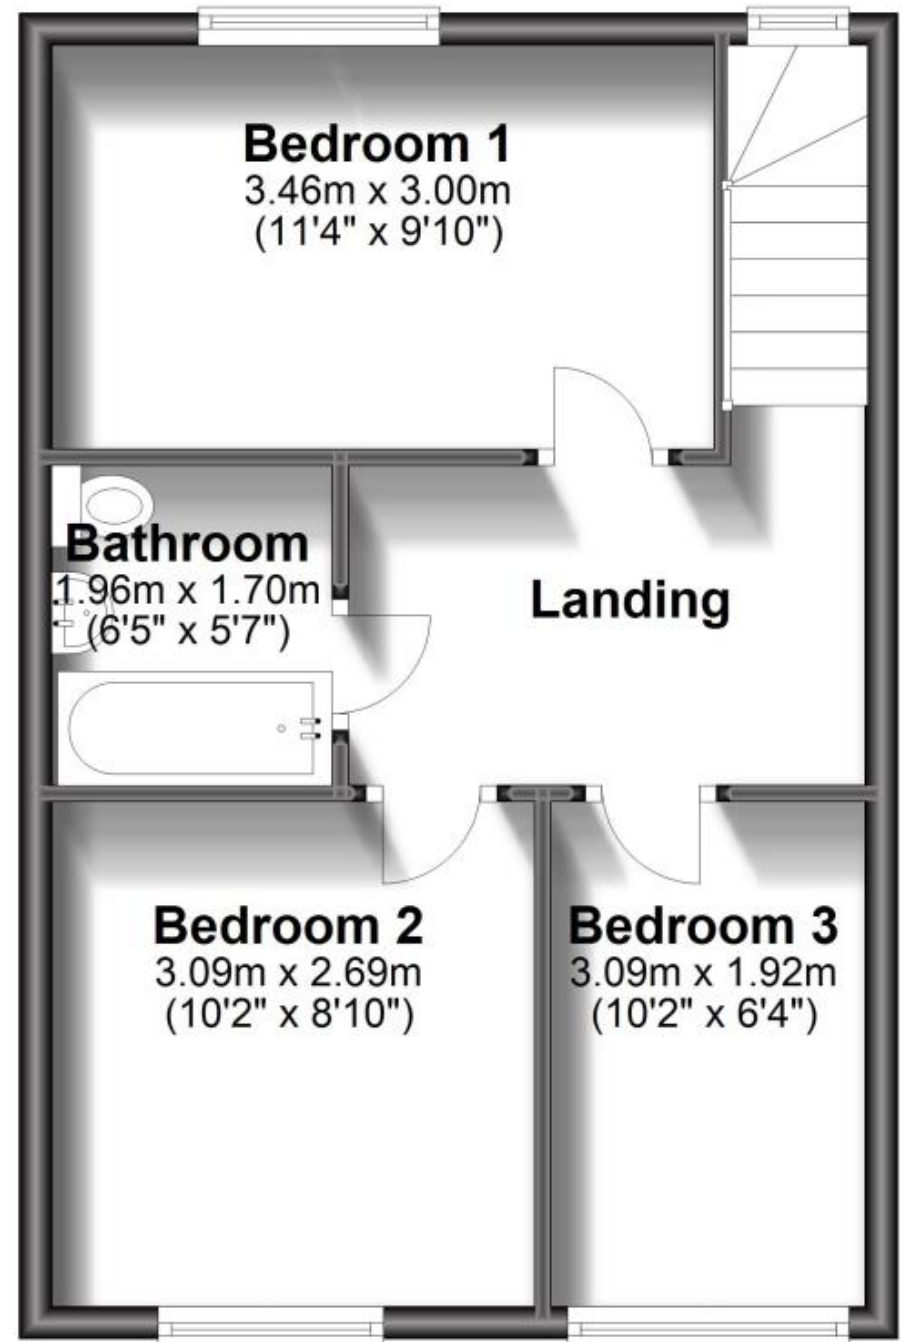 Bedroom 1
3.46m x 3.00m
(11'4" x 9'10")
Bathroom
1.96m x 1.70m
(6'5" x 5'7")
Landing
Bedroom 2
3.09m x 2.69m
(10'2" x 8'10")
Bedroom 3
3.09m x 1.92m
(10'2" x 6'4")